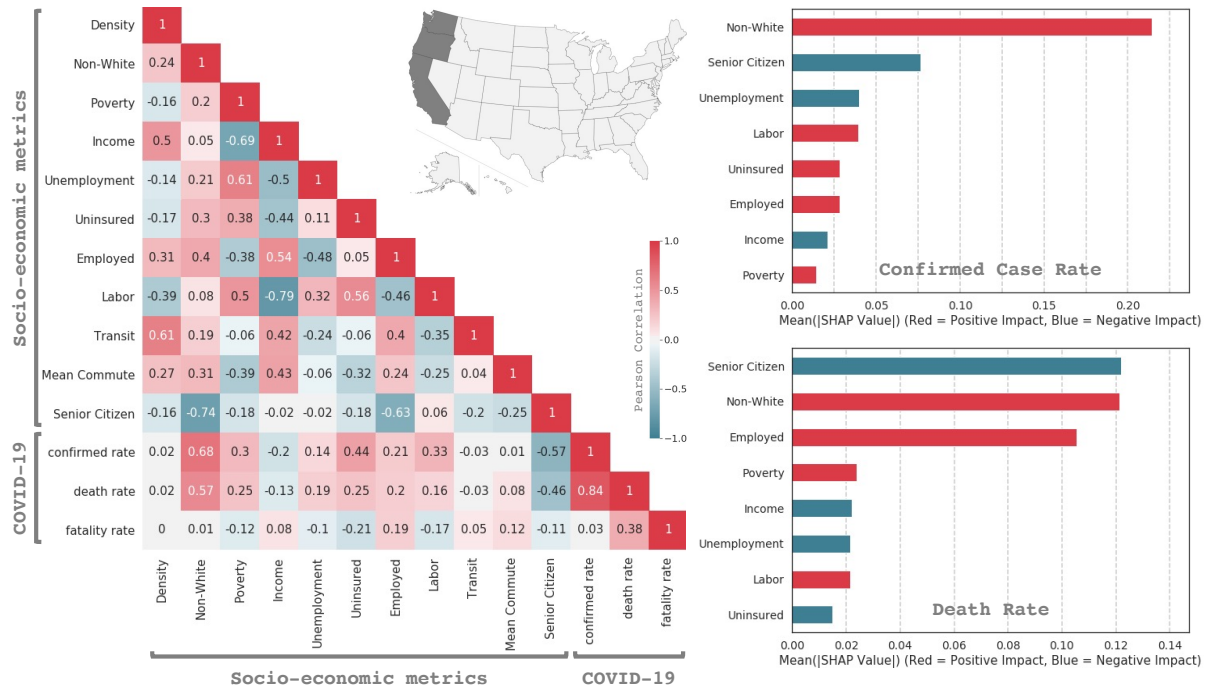 Socio-economic metrics
COVID-19
Density 1
Non-White 0.24 1
Poverty -0.16 0.2 1
Income 0.5 0.05 -0.69 1
Unemployment -0.14 0.21 0.61 -0.5 1
Uninsured -0.17 0.3 0.38 -0.44 0.11 1
Employed 0.31 0.4 -0.38 0.54 -0.48 0.05 1
Labor -0.39 0.08 0.5 -0.79 0.32 0.56 -0.46 1
Transit 0.61 0.19 -0.06 0.42 -0.24 -0.06 0.4 -0.35 1
Mean Commute 0.27 0.31 -0.39 0.43 -0.06 -0.32 0.24 -0.25 0.04 1
Senior Citizen -0.16 -0.74 -0.18 -0.02 -0.02 -0.18 -0.63 0.06 -0.2 -0.25 1
confirmed rate 0.02 0.68 0.3 -0.2 0.14 0.44 0.21 0.33 -0.03 0.01 -0.57 1
death rate 0.02 0.57 0.25 -0.13 0.19 0.25 0.2 0.16 -0.03 0.08 -0.46 0.84 1
fatality rate 0 0.01 -0.12 0.08 -0.1 -0.21 0.19 -0.17 0.05 0.12 -0.11 0.03 0.38 1
Density
Non-White
Poverty
Income
Unemployment
Uninsured
Employed
Labor
Transit
Mean Commute
Senior Citizen
confirmed rate
death rate
fatality rate
Socio-economic metrics
COVID-19
Pearson Correlation
1.0
0.5
0.0
−0.5
−1.0
Non-White
Senior Citizen
Unemployment
Labor
Uninsured
Employed
Income
Poverty
Confirmed Case Rate
0.00 0.05 0.10 0.15 0.20
Mean(|SHAP Value|) (Red = Positive Impact, Blue = Negative Impact)
Senior Citizen
Non-White
Employed
Poverty
Income
Unemployment
Labor
Uninsured
Death Rate
0.00 0.02 0.04 0.06 0.08 0.10 0.12 0.14
Mean(|SHAP Value|) (Red = Positive Impact, Blue = Negative Impact)